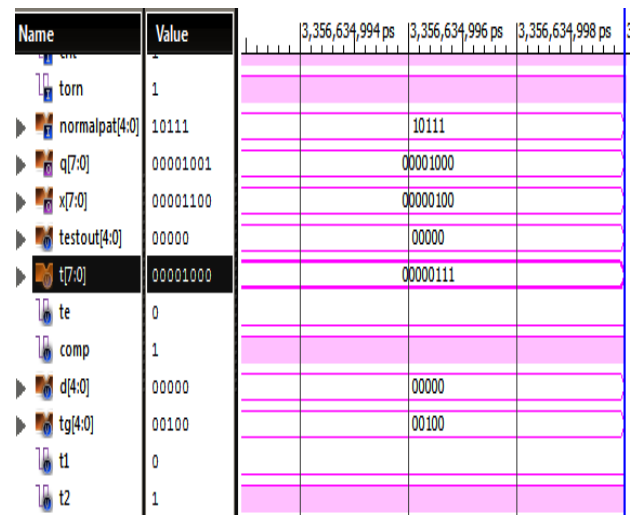 Name Value 3,356,634,994 ps 3,356,634,996 ps 3,356,634,998 ps
torn 1
normalpat[4:0] 10111 10111
q[7:0] 00001001 00001000
x[7:0] 00001100 00000100
testout[4:0] 00000 00000
t[7:0] 00001000 00000111
te 0
comp 1
d[4:0] 00000 00000
tg[4:0] 00100 00100
t1 0
t2 1